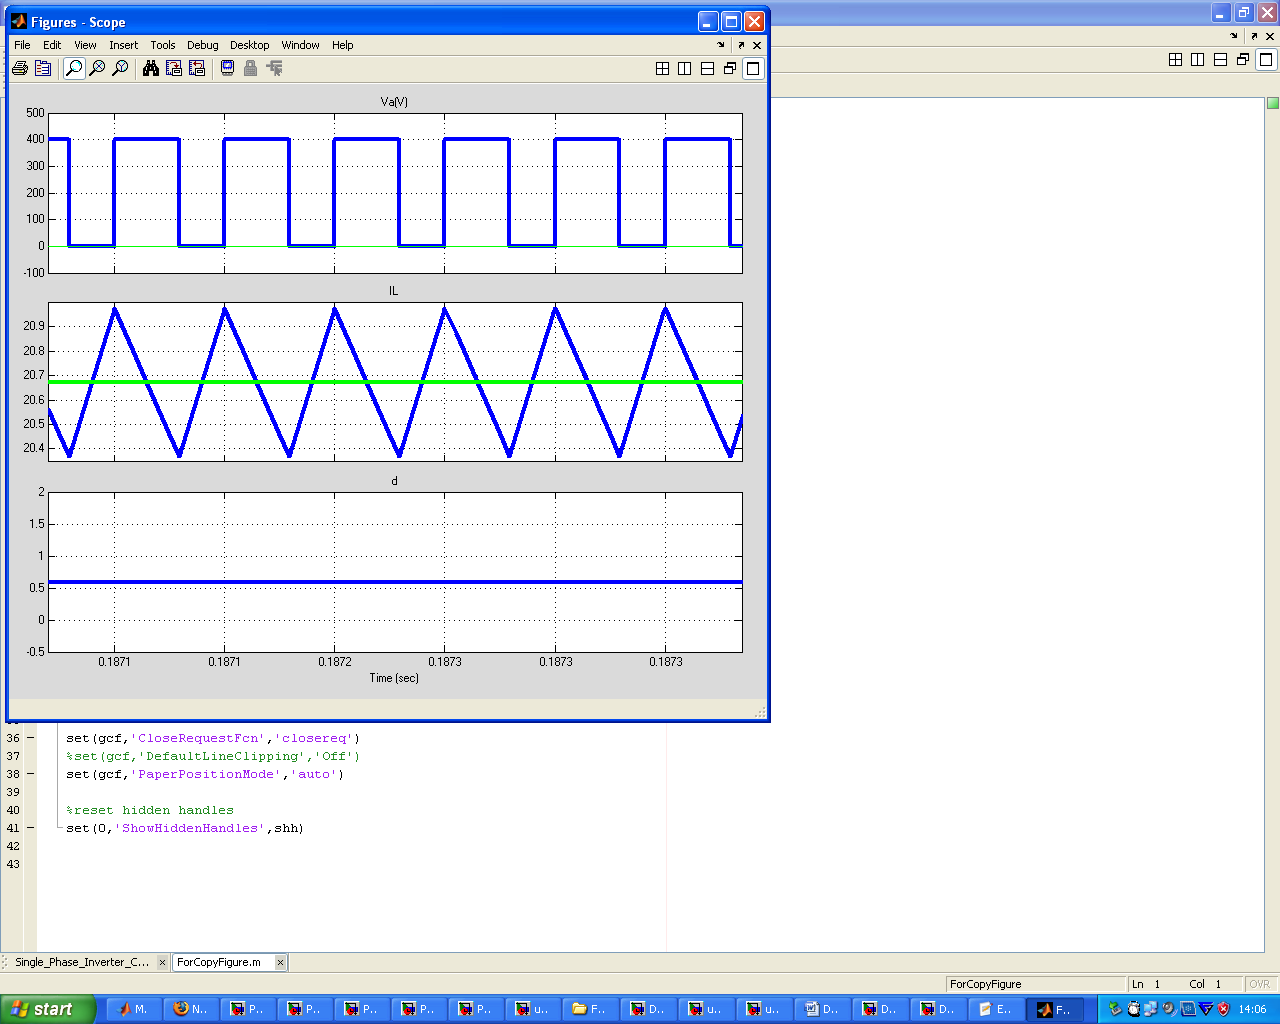 Figures - Scope
File Edit View Insert Tools Debug Desktop Window Help
Va(V)
500
400
300
200
100
0
-100
IL
20.9
20.8
20.7
20.6
20.5
20.4
d
2
1.5
1
0.5
0
-0.5
0.1871 0.1871 0.1872 0.1873 0.1873 0.1873
Time (sec)
36 set(gcf,'CloseRequestFcn','closereq')
37 %set(gcf,'DefaultLineClipping','Off')
38 set(gcf,'PaperPositionMode','auto')
39
40 %reset hidden handles
41 set(0,'ShowHiddenHandles',shh)
42
43
Single_Phase_Inverter_C... ForCopyFigure.m
ForCopyFigure Ln 1 Col 1 OVR
start M. N.. P.. P.. P.. P.. P.. u.. F.. D.. u.. u.. D.. D.. D.. E.. F.. 14:06